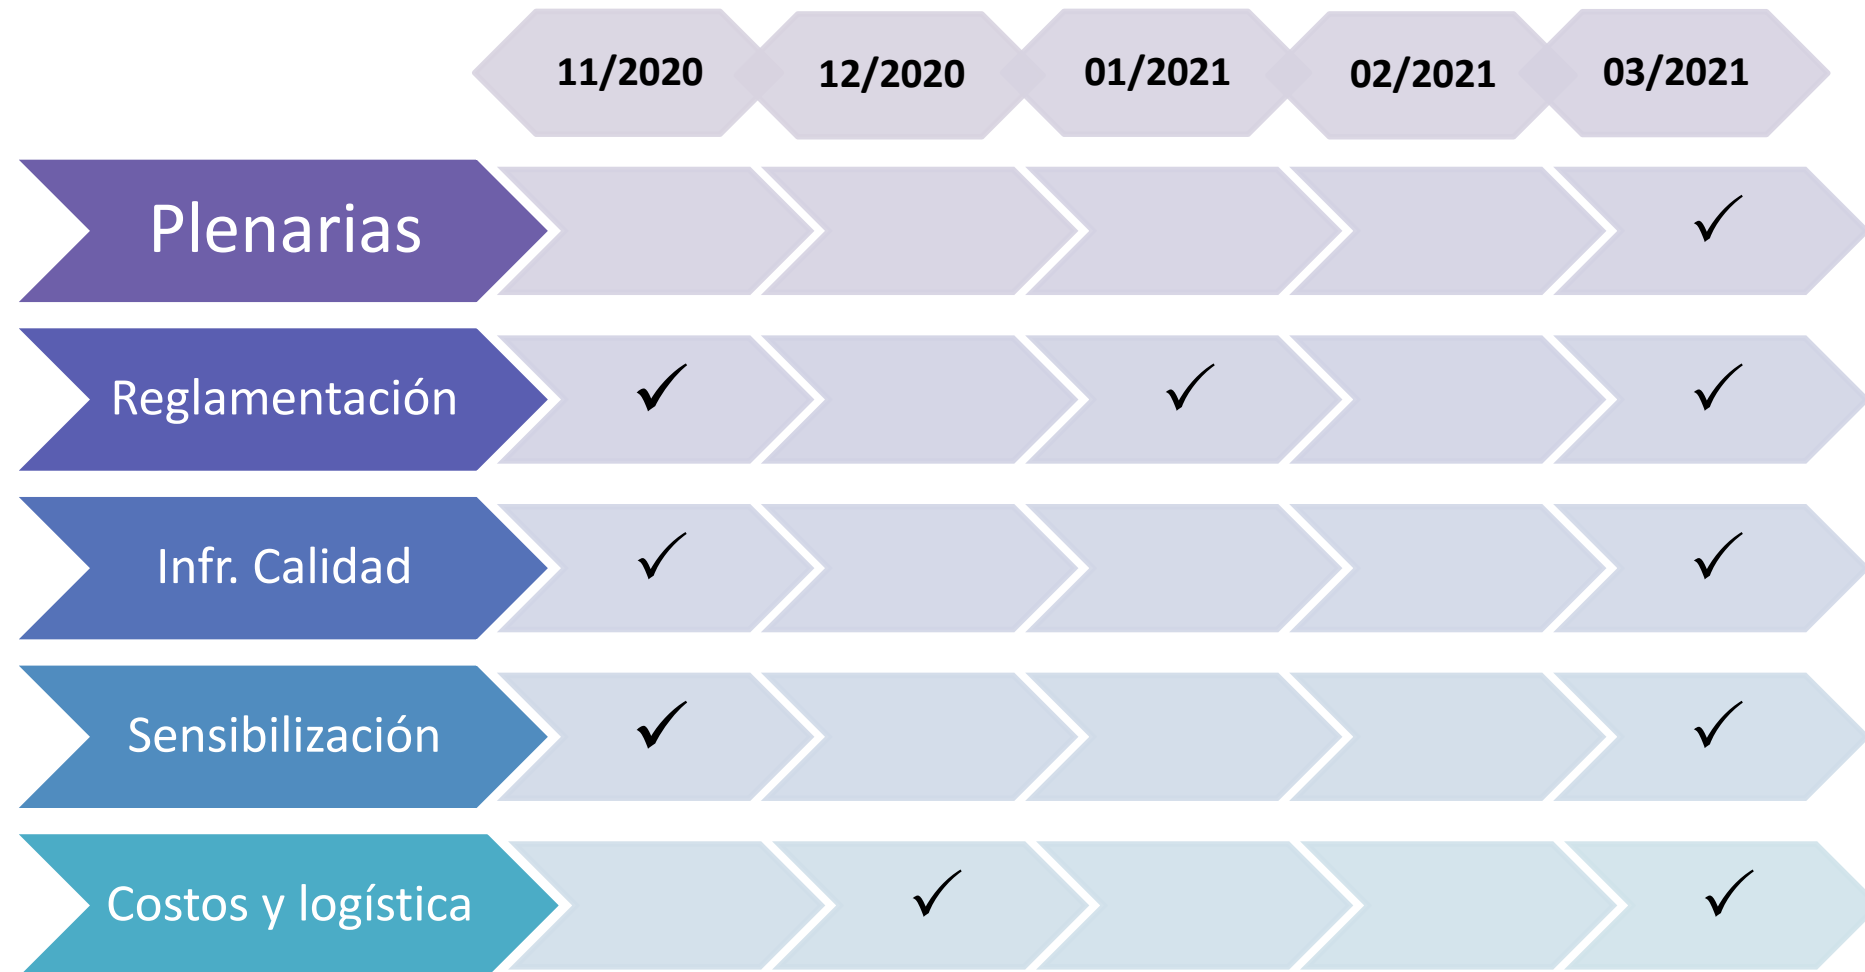 11/2020 12/2020 01/2021 02/2021 03/2021
Plenarias ✓
Reglamentación ✓ ✓ ✓
Infr. Calidad ✓ ✓
Sensibilización ✓ ✓
Costos y logística ✓ ✓